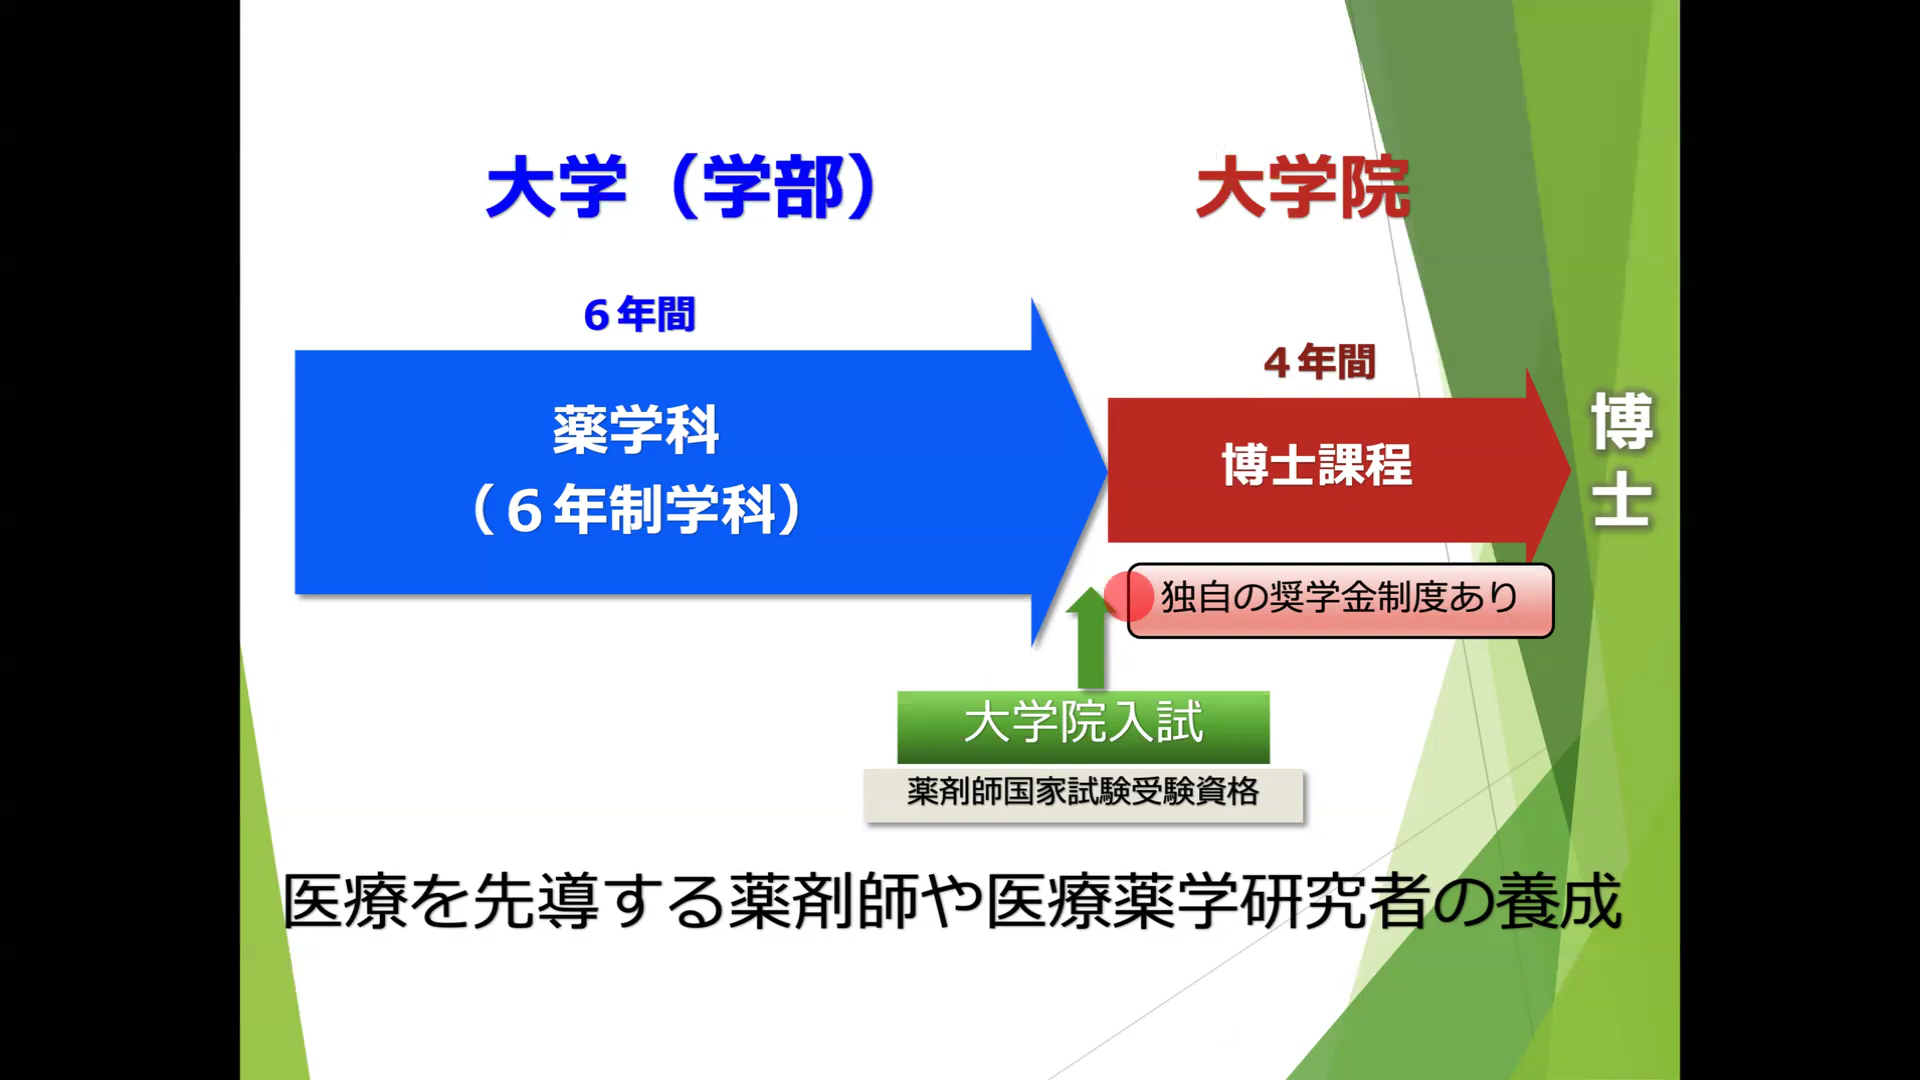 大学（学部）
大学院
６年間
４年間
薬学科
（６年制学科）
博士課程
博士
独自の奨学金制度あり
大学院入試
薬剤師国家試験受験資格
医療を先導する薬剤師や医療薬学研究者の養成